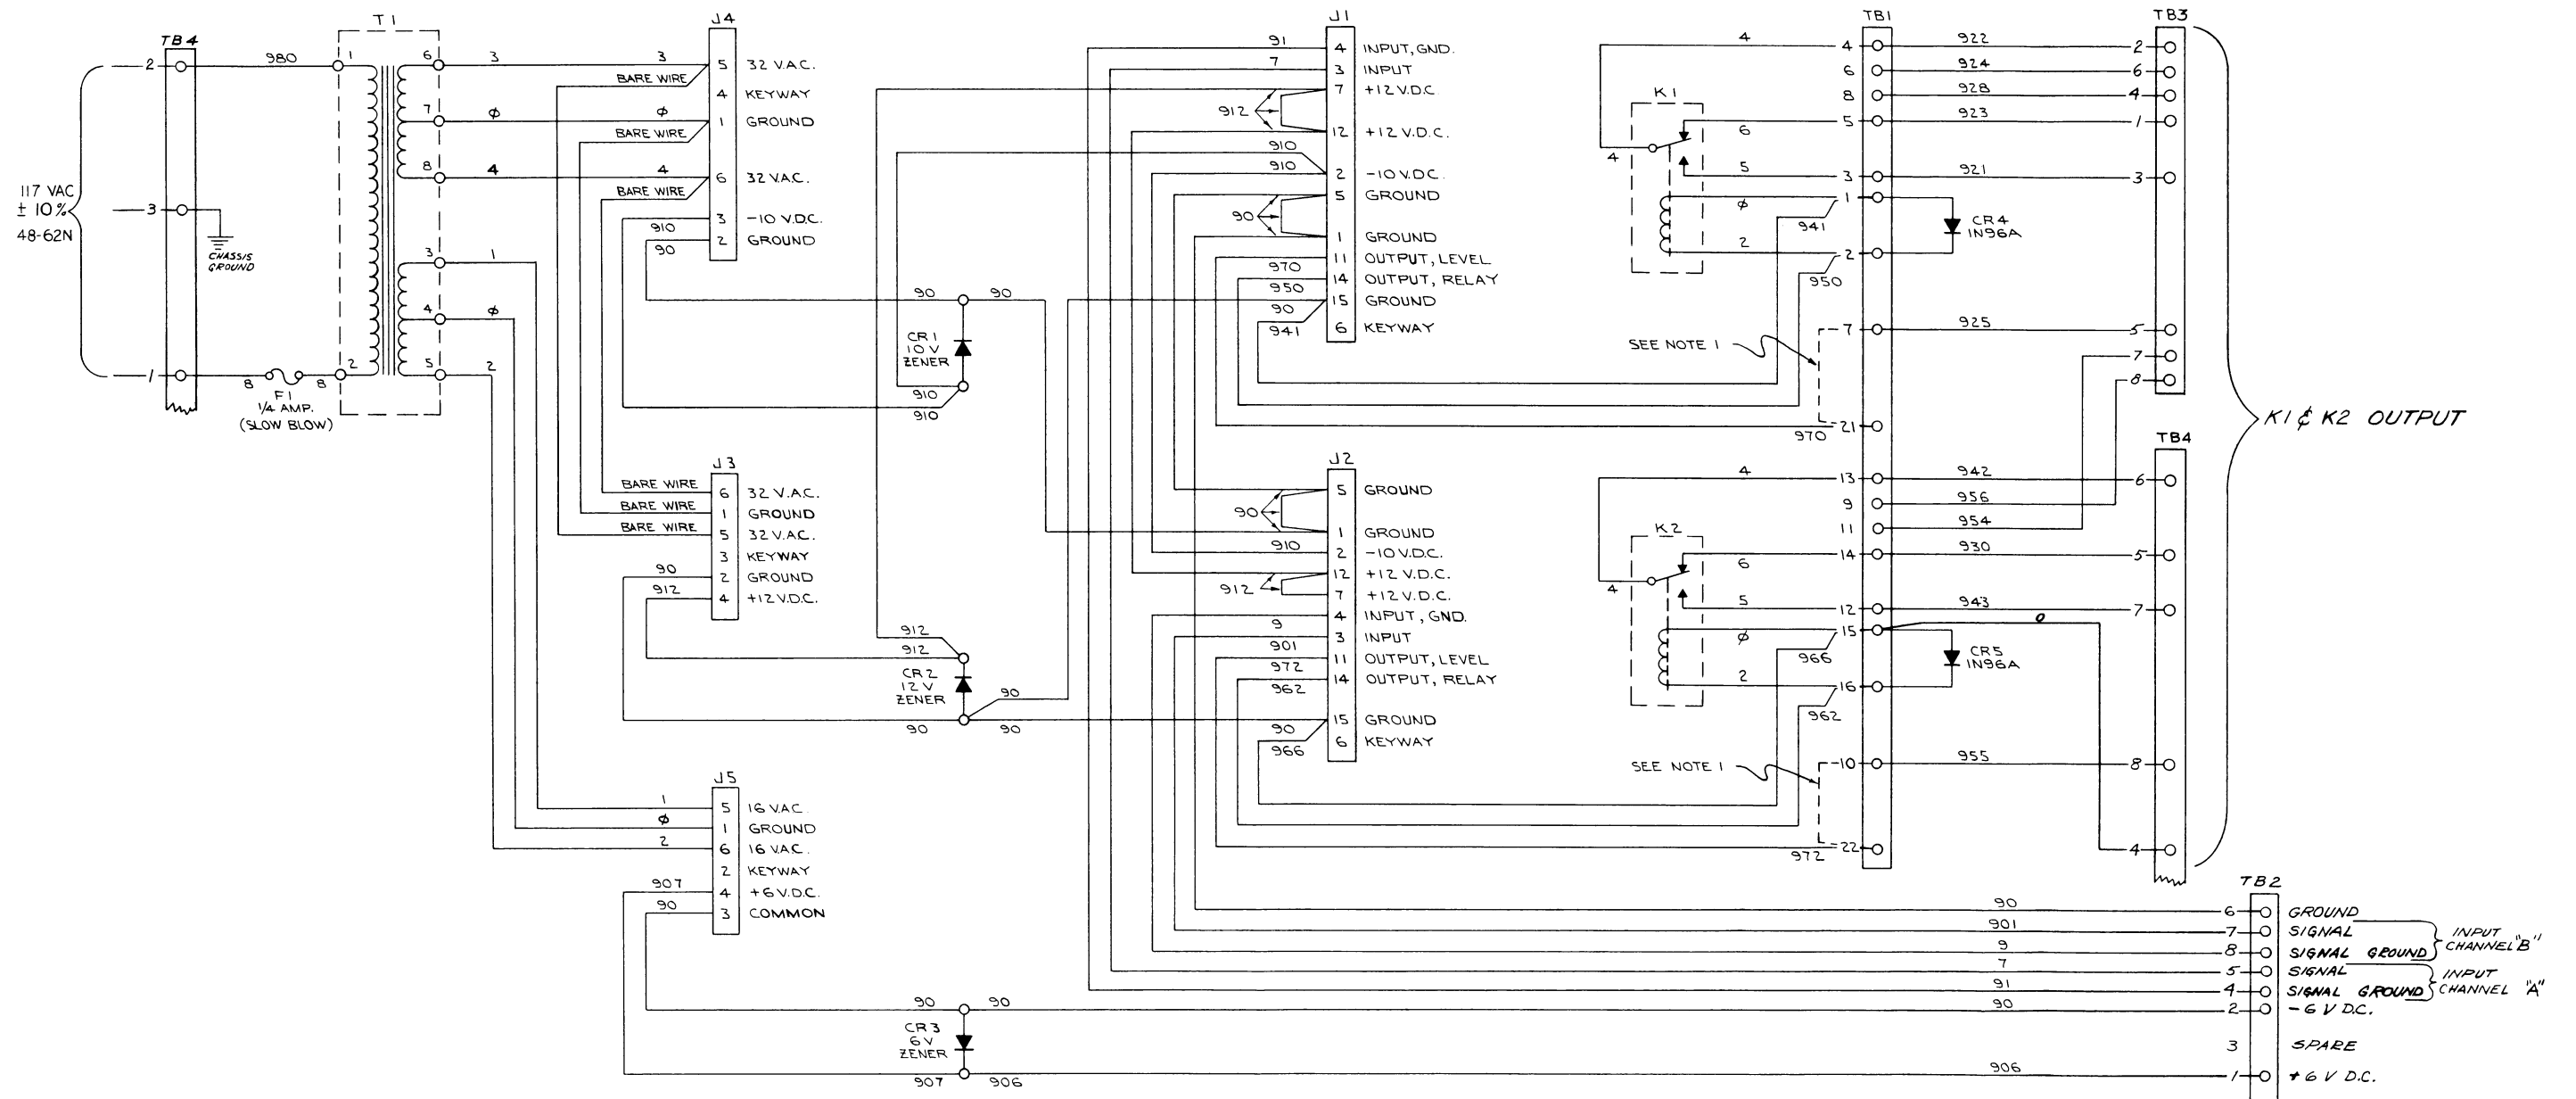 TB4
T1
J4
J1
TB1
TB3
2
980
1
6
3
3
5 32 V.A.C.
BARE WIRE
4 KEYWAY
7
φ
φ
1 GROUND
BARE WIRE
8
4
4
6 32 V.A.C.
BARE WIRE
3 -10 V.D.C.
910
2 GROUND
90
117 VAC
± 10%
48-62N
3
CHASSIS
GROUND
3
1
4
φ
5
2
1
8
F1
8
2
1/4 AMP.
(SLOW BLOW)
90
90
CR1
10 V
ZENER
910
910
J3
BARE WIRE
6 32 V.A.C.
BARE WIRE
1 GROUND
BARE WIRE
5 32 V.A.C.
3 KEYWAY
90
2 GROUND
912
4 +12 V.D.C.
912
912
CR2
12 V
ZENER
90
90
90
J5
1
5 16 V.A.C.
φ
1 GROUND
2
6 16 V.A.C.
2 KEYWAY
907
4 +6 V.D.C.
90
3 COMMON
90
90
CR3
6 V
ZENER
907
906
91
4 INPUT, GND.
7
3 INPUT
7 +12 V.D.C
912
12 +12 V.D.C.
910
910
2 -10 V.D.C.
5 GROUND
90
1 GROUND
11 OUTPUT, LEVEL
970
14 OUTPUT, RELAY
950
15 GROUND
90
941
6 KEYWAY
J2
5 GROUND
90
1 GROUND
910
2 -10 V.D.C.
12 +12 V.D.C.
912
7 +12 V.D.C.
4 INPUT, GND.
9
3 INPUT
901
11 OUTPUT, LEVEL
972
14 OUTPUT, RELAY
962
15 GROUND
90
966
6 KEYWAY
4
4
922
2
6
924
6
8
928
4
K1
6
5
923
1
4
5
3
921
3
φ
1
941
CR4
1N96A
2
2
950
SEE NOTE 1
7
925
5
7
8
970
21
K1 & K2 OUTPUT
TB4
4
13
942
6
9
956
11
954
K2
6
14
930
5
4
5
12
943
7
φ
15
0
966
CR5
1N96A
2
16
962
SEE NOTE 1
10
955
8
972
22
4
TB2
90
6 GROUND
901
7 SIGNAL
9
8 SIGNAL GROUND
INPUT
CHANNEL "B"
7
5 SIGNAL
91
4 SIGNAL GROUND
INPUT
CHANNEL "A"
90
2 -6 V D.C.
3 SPARE
906
1 +6 V D.C.